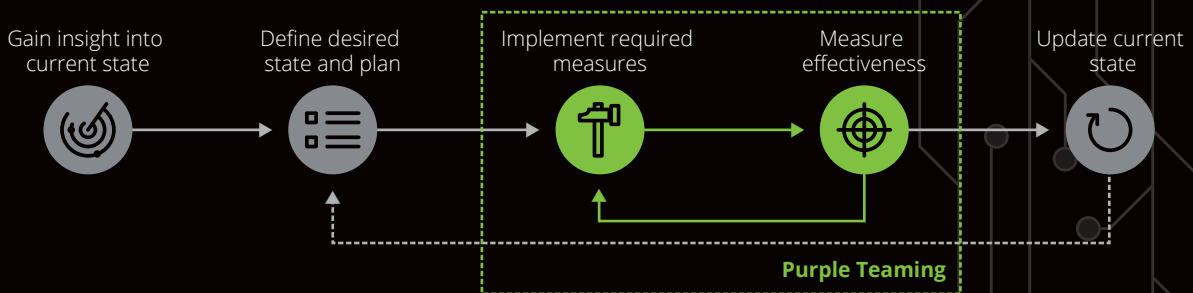 Gain insight into
current state
Define desired
state and plan
Implement required
measures
Measure
effectiveness
Update current
state
Purple Teaming